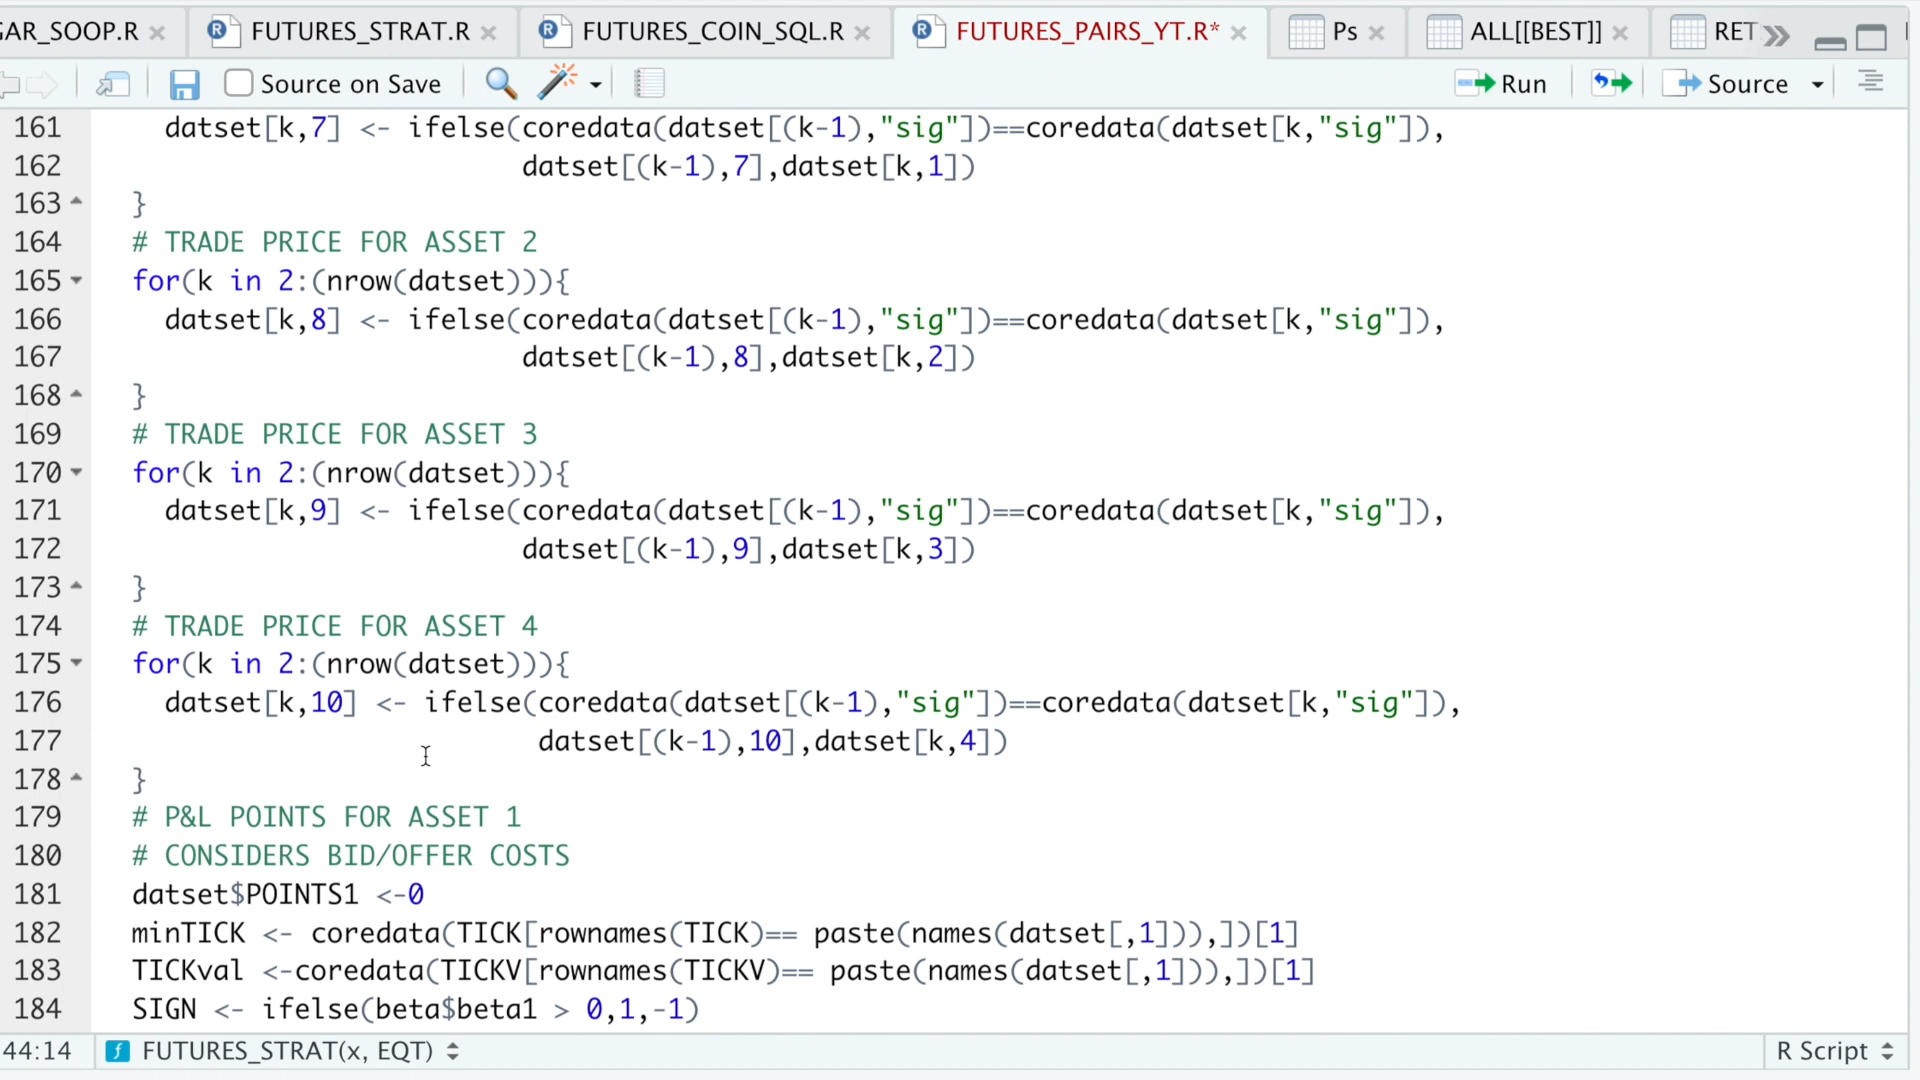 GAR_SOOP.R
FUTURES_STRAT.R
FUTURES_COIN_SQL.R
FUTURES_PAIRS_YT.R*
Ps
ALL[[BEST]]
RET
Source on Save
Run
Source
161 datset[k,7] <- ifelse(coredata(datset[(k-1),"sig"])==coredata(datset[k,"sig"]),
162 datset[(k-1),7],datset[k,1])
163 }
164 # TRADE PRICE FOR ASSET 2
165 for(k in 2:(nrow(datset))){
166 datset[k,8] <- ifelse(coredata(datset[(k-1),"sig"])==coredata(datset[k,"sig"]),
167 datset[(k-1),8],datset[k,2])
168 }
169 # TRADE PRICE FOR ASSET 3
170 for(k in 2:(nrow(datset))){
171 datset[k,9] <- ifelse(coredata(datset[(k-1),"sig"])==coredata(datset[k,"sig"]),
172 datset[(k-1),9],datset[k,3])
173 }
174 # TRADE PRICE FOR ASSET 4
175 for(k in 2:(nrow(datset))){
176 datset[k,10] <- ifelse(coredata(datset[(k-1),"sig"])==coredata(datset[k,"sig"]),
177 datset[(k-1),10],datset[k,4])
178 }
179 # P&L POINTS FOR ASSET 1
180 # CONSIDERS BID/OFFER COSTS
181 datset$POINTS1 <-0
182 minTICK <- coredata(TICK[rownames(TICK)== paste(names(datset[,1])),])[1]
183 TICKval <-coredata(TICKV[rownames(TICKV)== paste(names(datset[,1])),])[1]
184 SIGN <- ifelse(beta$beta1 > 0,1,-1)
44:14
FUTURES_STRAT(x, EQT)
R Script